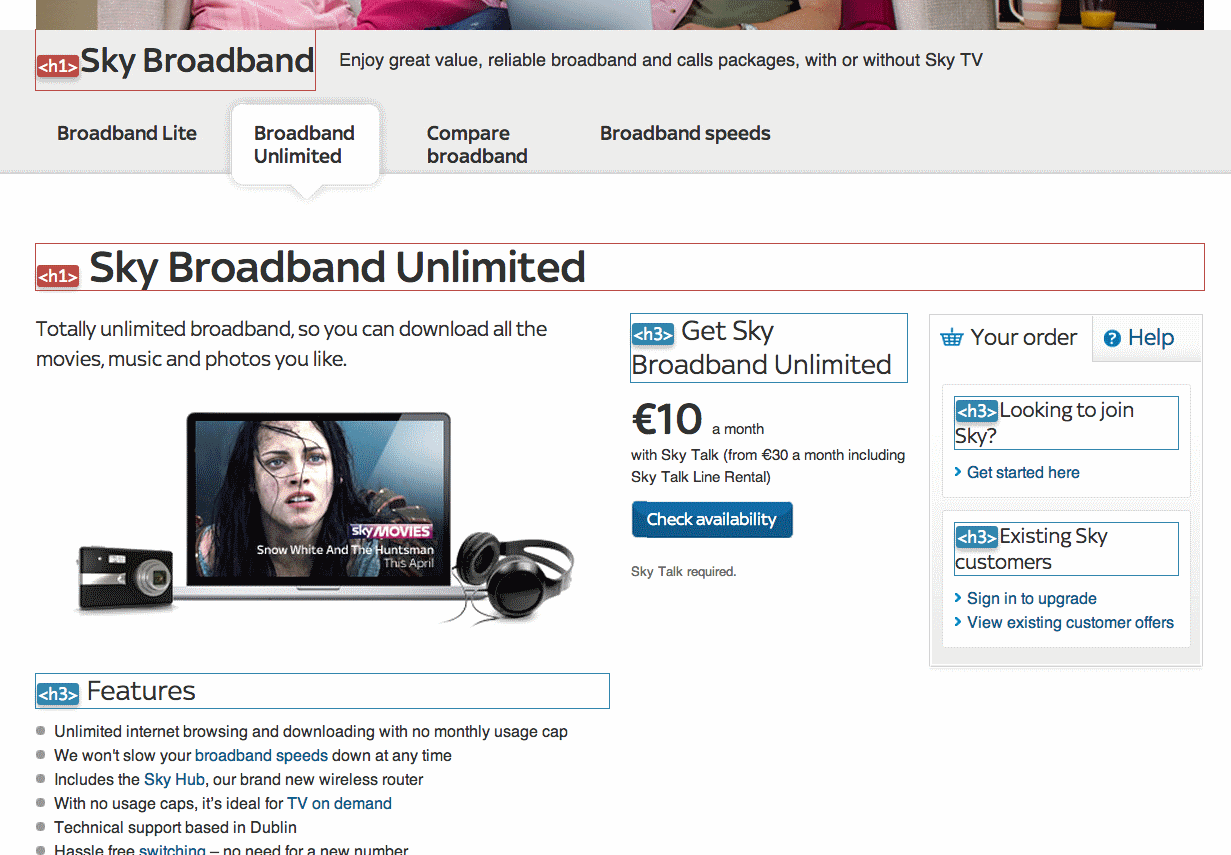 <h1>Sky Broadband
Enjoy great value, reliable broadband and calls packages, with or without Sky TV
Broadband Lite
Broadband
Unlimited
Compare
broadband
Broadband speeds
<h1> Sky Broadband Unlimited
Totally unlimited broadband, so you can download all the
movies, music and photos you like.
sky MOVIES
Snow White And The Huntsman
This April
<h3> Get Sky
Broadband Unlimited
€10 a month
with Sky Talk (from €30 a month including
Sky Talk Line Rental)
Check availability
Sky Talk required.
Your order
? Help
<h3>Looking to join
Sky?
Get started here
<h3>Existing Sky
customers
Sign in to upgrade
View existing customer offers
<h3> Features
Unlimited internet browsing and downloading with no monthly usage cap
We won't slow your broadband speeds down at any time
Includes the Sky Hub, our brand new wireless router
With no usage caps, it's ideal for TV on demand
Technical support based in Dublin
Hassle free switching – no need for a new number